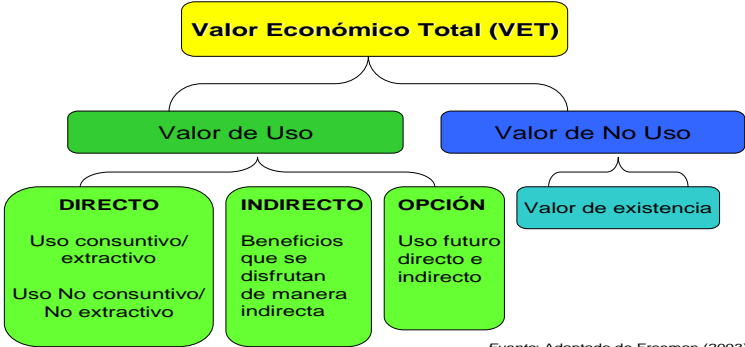 Valor Económico Total (VET)
Valor de Uso
Valor de No Uso
DIRECTO
Uso consuntivo/
extractivo
Uso No consuntivo/
No extractivo
INDIRECTO
Beneficios
que se
disfrutan
de manera
indirecta
OPCIÓN
Uso futuro
directo e
indirecto
Valor de existencia
Fuente: Adaptado de Freeman (2003)